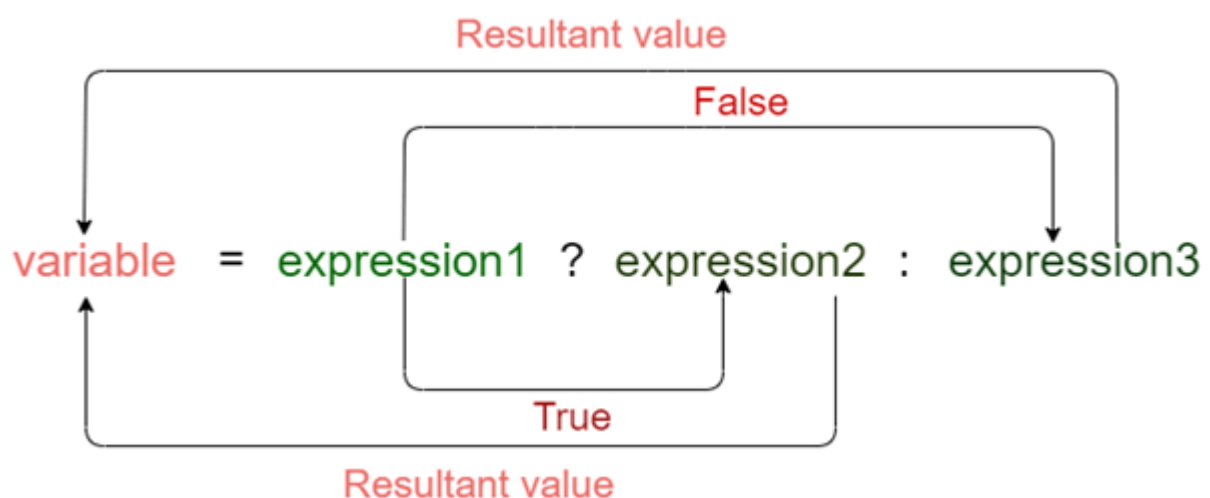 Resultant value
False
variable = expression1 ? expression2 : expression3
True
Resultant value